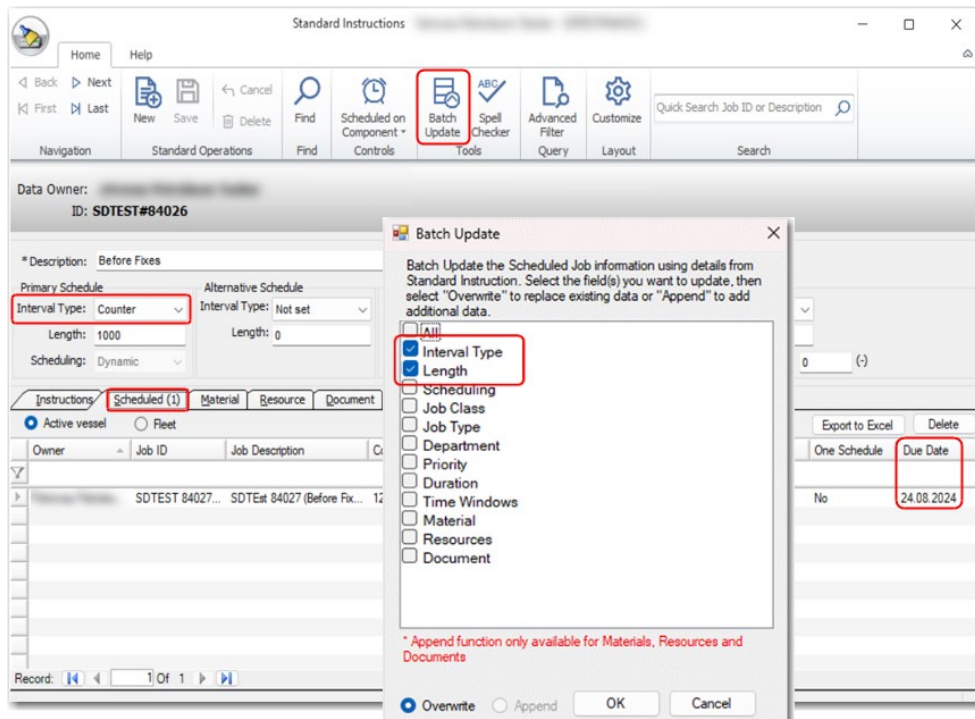 Standard Instructions
Home Help
Back Next
First Last
Navigation
New Save Cancel
Delete
Standard Operations
Find
Find
Scheduled on Component
Controls
Batch Update
ABC
Spell Checker
Tools
Advanced Filter
Query
Customize
Layout
Quick Search Job ID or Description
Search
Data Owner:
ID: SDTEST#84026
*Description: Before Fixes
Primary Schedule
Alternative Schedule
Interval Type: Counter
Interval Type: Not set
Length: 1000
Length: 0
Scheduling: Dynamic
0 (-)
Instructions Scheduled (1) Material Resource Document
Active vessel Fleet
Export to Excel Delete
Owner Job ID Job Description
One Schedule Due Date
SDTEST 84027... SDTEst 84027 (Before Fix... 12
No 24.08.2024
Record: 1 Of 1
Batch Update
Batch Update the Scheduled Job information using details from
Standard Instruction. Select the field(s) you want to update, then
select "Overwrite" to replace existing data or "Append" to add
additional data.
All
Interval Type
Length
Scheduling
Job Class
Job Type
Department
Priority
Duration
Time Windows
Material
Resources
Document
* Append function only available for Materials, Resources and
Documents
Overwrite Append OK Cancel